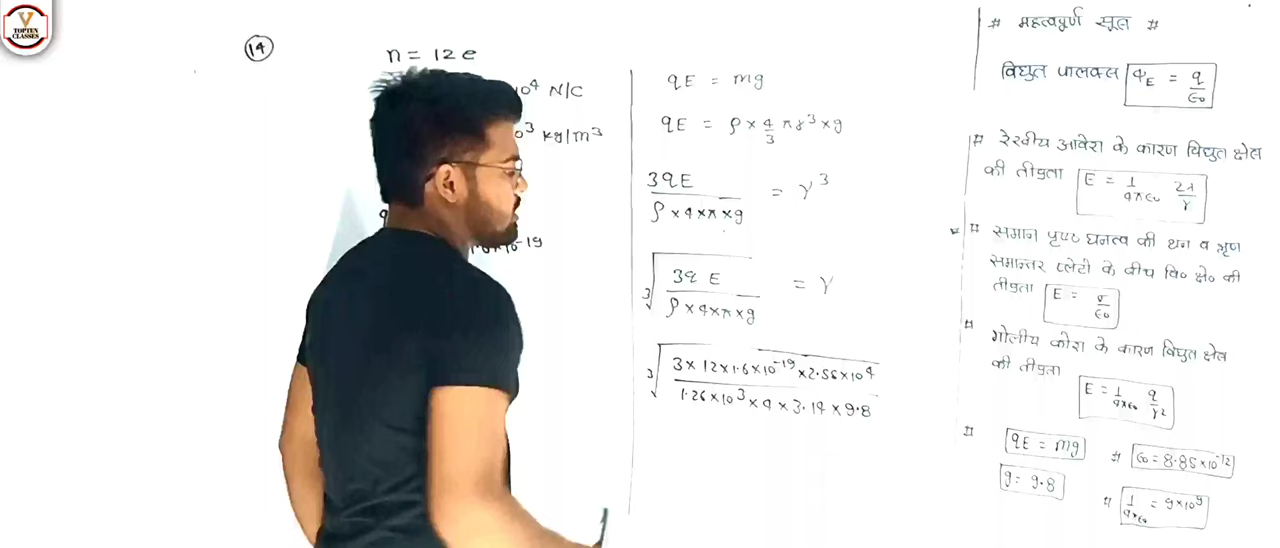 V
TOPTEN
CLASSES
14
n = 12e
10⁴ N/C
10³ kg/m³
10⁻¹⁹
qE = mg
qE = ρ × 4/3 πr³ × g
3qE / ρ×4×π×g = r³
∛(3qE / ρ×4×π×g) = r
∛(3×12×1.6×10⁻¹⁹×2.55×10⁴ / 1.26×10³×4×3.14×9.8)
# महत्वपूर्ण सूत्र #
विद्युत फ्लक्स ΦE = q/ε₀
# रेखीय आवेश के कारण विद्युत क्षेत्र
की तीव्रता E = 1/4πε₀ 2λ/r
# समान पृष्ठ घनत्व की धन व ऋण
समान्तर प्लेटो के बीच वि० क्षे० की
तीव्रता E = σ/ε₀
# गोलीय कोश के कारण विद्युत क्षेत्र
की तीव्रता
E = 1/4πε₀ q/r²
# qE = mg # ε₀ = 8.85×10⁻¹²
g = 9.8 # 1/4πε₀ = 9×10⁹